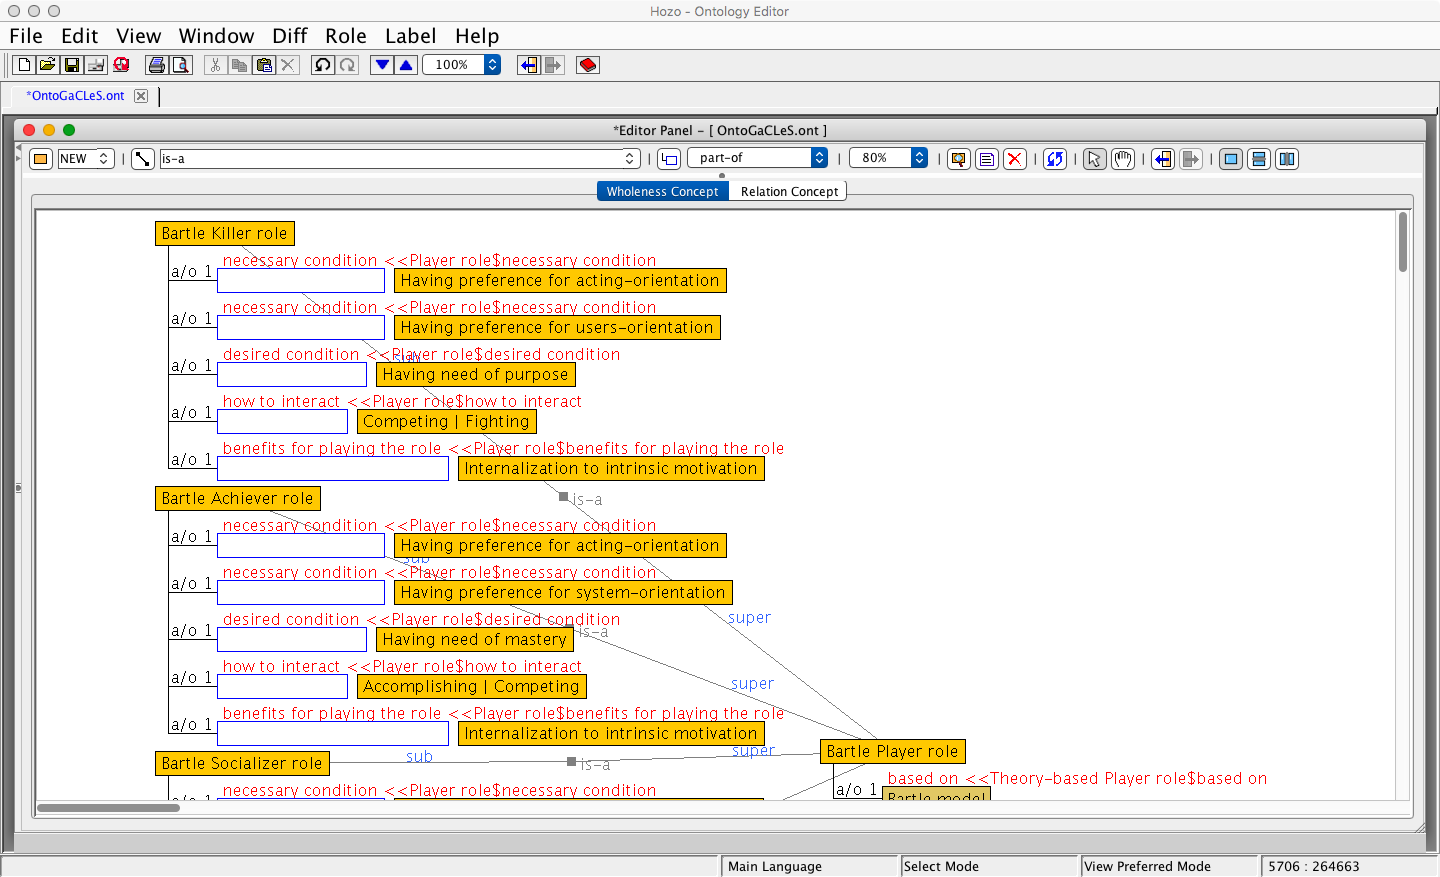 Hozo - Ontology Editor
File Edit View Window Diff Role Label Help
100%
*OntoGaCLeS.ont
*Editor Panel - [ OntoGaCLeS.ont ]
NEW is-a part-of 80%
Wholeness Concept Relation Concept
Bartle Killer role
necessary condition <<Player role$necessary condition
a/o 1 Having preference for acting-orientation
necessary condition <<Player role$necessary condition
a/o 1 Having preference for users-orientation
desired condition <<Player role$desired condition
sub
a/o 1 Having need of purpose
how to interact <<Player role$how to interact
a/o 1 Competing | Fighting
benefits for playing the role <<Player role$benefits for playing the role
a/o 1 Internalization to intrinsic motivation
is-a
Bartle Achiever role
necessary condition <<Player role$necessary condition
a/o 1 Having preference for acting-orientation
sub
necessary condition <<Player role$necessary condition
a/o 1 Having preference for system-orientation
super
desired condition <<Player role$desired condition
is-a
a/o 1 Having need of mastery
how to interact <<Player role$how to interact
a/o 1 Accomplishing | Competing
super
benefits for playing the role <<Player role$benefits for playing the role
a/o 1 Internalization to intrinsic motivation
sub super Bartle Player role
Bartle Socializer role is-a
based on <<Theory-based Player role$based on
necessary condition <<Player role$necessary condition
a/o 1 a/o 1 Bartle model
Main Language Select Mode View Preferred Mode 5706 : 264663